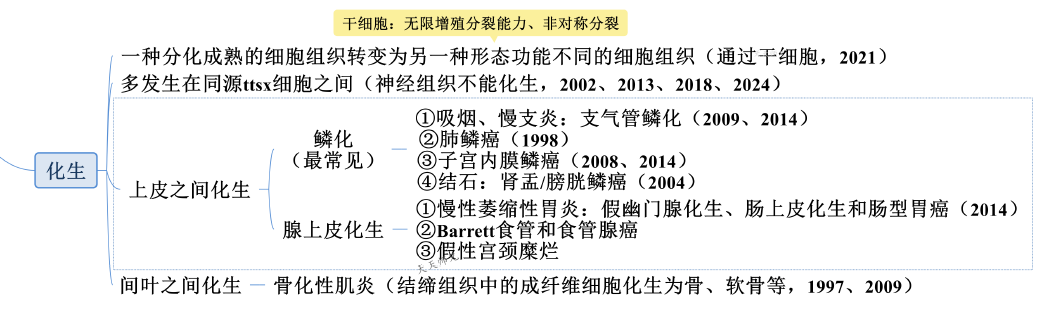 干细胞：无限增殖分裂能力、非对称分裂
一种分化成熟的细胞组织转变为另一种形态功能不同的细胞组织（通过干细胞，2021）
多发生在同源ttsx细胞之间（神经组织不能化生，2002、2013、2018、2024）
化生
上皮之间化生
鳞化
（最常见）
①吸烟、慢支炎：支气管鳞化（2009、2014）
②肺鳞癌（1998）
③子宫内膜鳞癌（2008、2014）
④结石：肾盂/膀胱鳞癌（2004）
腺上皮化生
①慢性萎缩性胃炎：假幽门腺化生、肠上皮化生和肠型胃癌（2014）
②Barrett食管和食管腺癌
③假性宫颈糜烂
间叶之间化生
骨化性肌炎（结缔组织中的成纤维细胞化生为骨、软骨等，1997、2009）